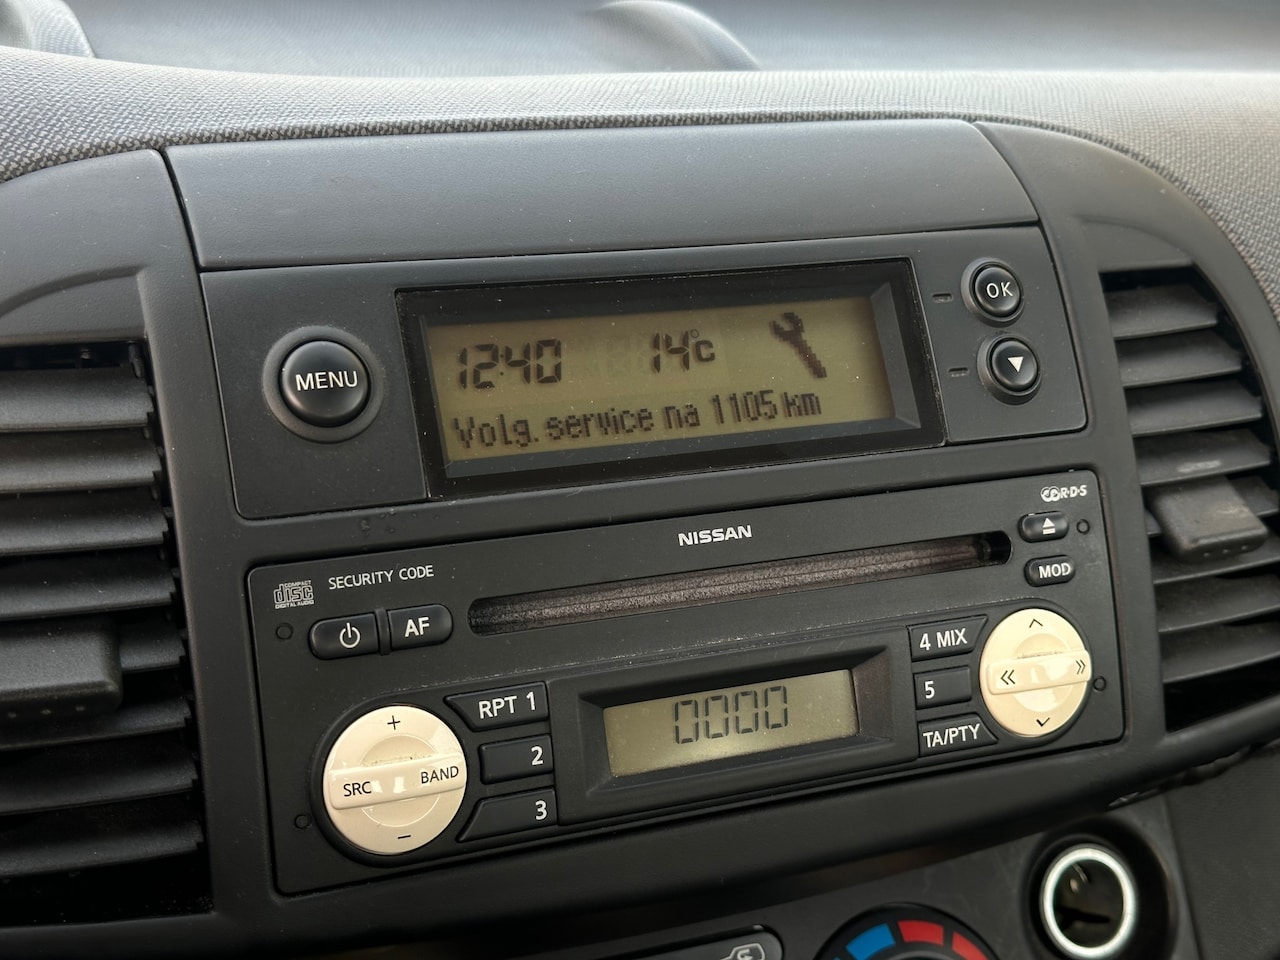 12:40 14°C
Volg. service na 1105 km
MENU
OK
NISSAN
R·D·S
COMPACT
disc
DIGITAL AUDIO
SECURITY CODE
AF
MOD
RPT 1
2
3
0000
4 MIX
5
TA/PTY
+
SRC BAND
−